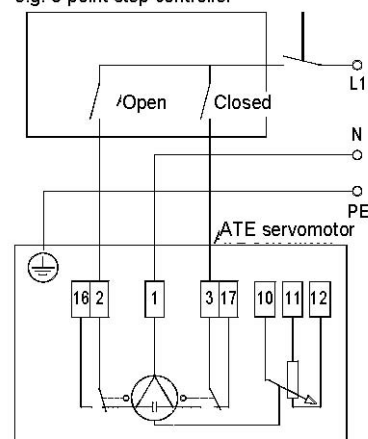 e.g. 3-point-step controller
L1
Open Closed
N
PE
ATE servomotor
16 2 1 3 17 10 11 12